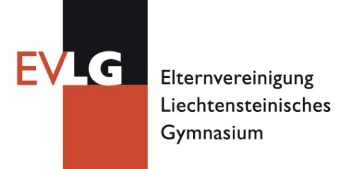 EVLG
Elternvereinigung
Liechtensteinisches
Gymnasium